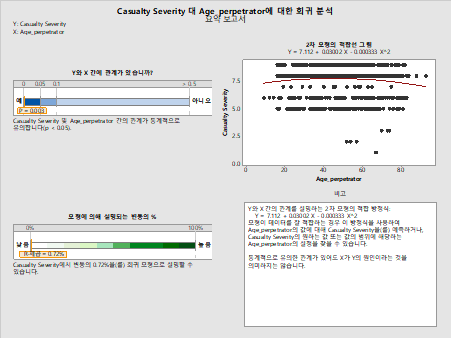 Casualty Severity 대 Age_perpetrator에 대한 회귀 분석
요약 보고서
Y: Casualty Severity
X: Age_perpetrator
Y와 X 간에 관계가 있습니까?
0 0.05 0.1 > 0.5
예 아니오
P = 0.003
Casualty Severity 및 Age_perpetrator 간의 관계가 통계적으로
유의합니다(p < 0.05).
모형에 의해 설명되는 변동의 %
0% 100%
낮음 높음
R-제곱 = 0.72%
Casualty Severity에서 변동의 0.72%을(를) 회귀 모형으로 설명할 수
있습니다.
2차 모형의 적합선 그림
Y = 7.112 + 0.03002 X - 0.000333 X^2
Casualty Severity
7.5
5.0
2.5
0.0
20 40 60 80
Age_perpetrator
비고
Y와 X 간의 관계를 설명하는 2차 모형의 적합 방정식:
Y = 7.112 + 0.03002 X - 0.000333 X^2
모형이 데이터를 잘 적합하는 경우 이 방정식을 사용하여
Age_perpetrator의 값에 대해 Casualty Severity을(를) 예측하거나,
Casualty Severity의 원하는 값 또는 값의 범위에 해당하는
Age_perpetrator의 설정을 찾을 수 있습니다.
통계적으로 유의한 관계가 있어도 X가 Y의 원인이라는 것을
의미하지는 않습니다.